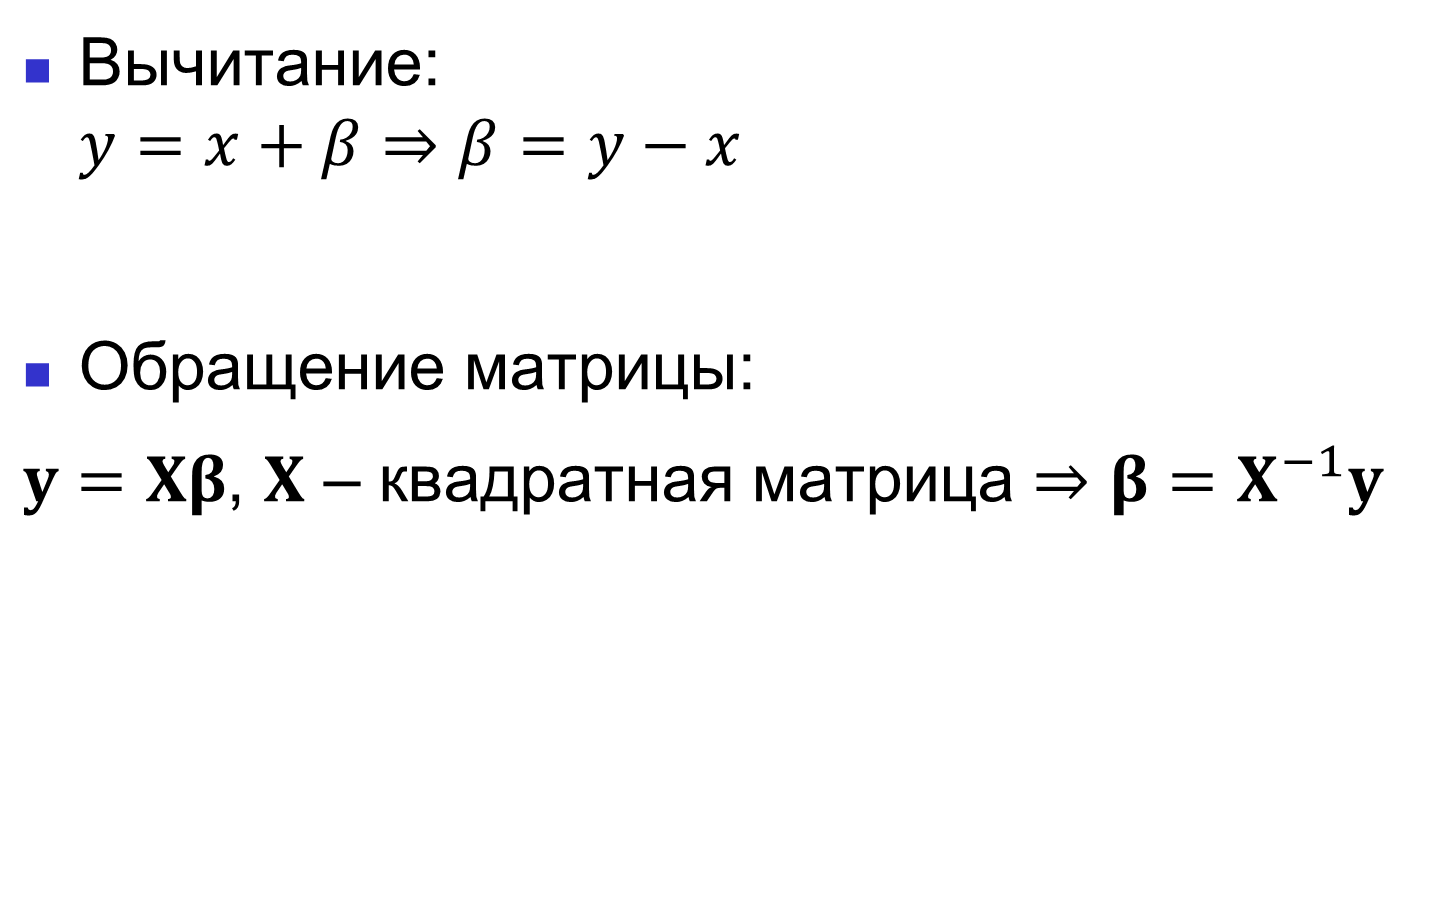 Вычитание:
𝑦 = 𝑥 + 𝛽 ⇒ 𝛽 = 𝑦 − 𝑥
Обращение матрицы:
𝐲 = 𝐗𝛃, 𝐗 – квадратная матрица ⇒ 𝛃 = 𝐗⁻¹𝐲